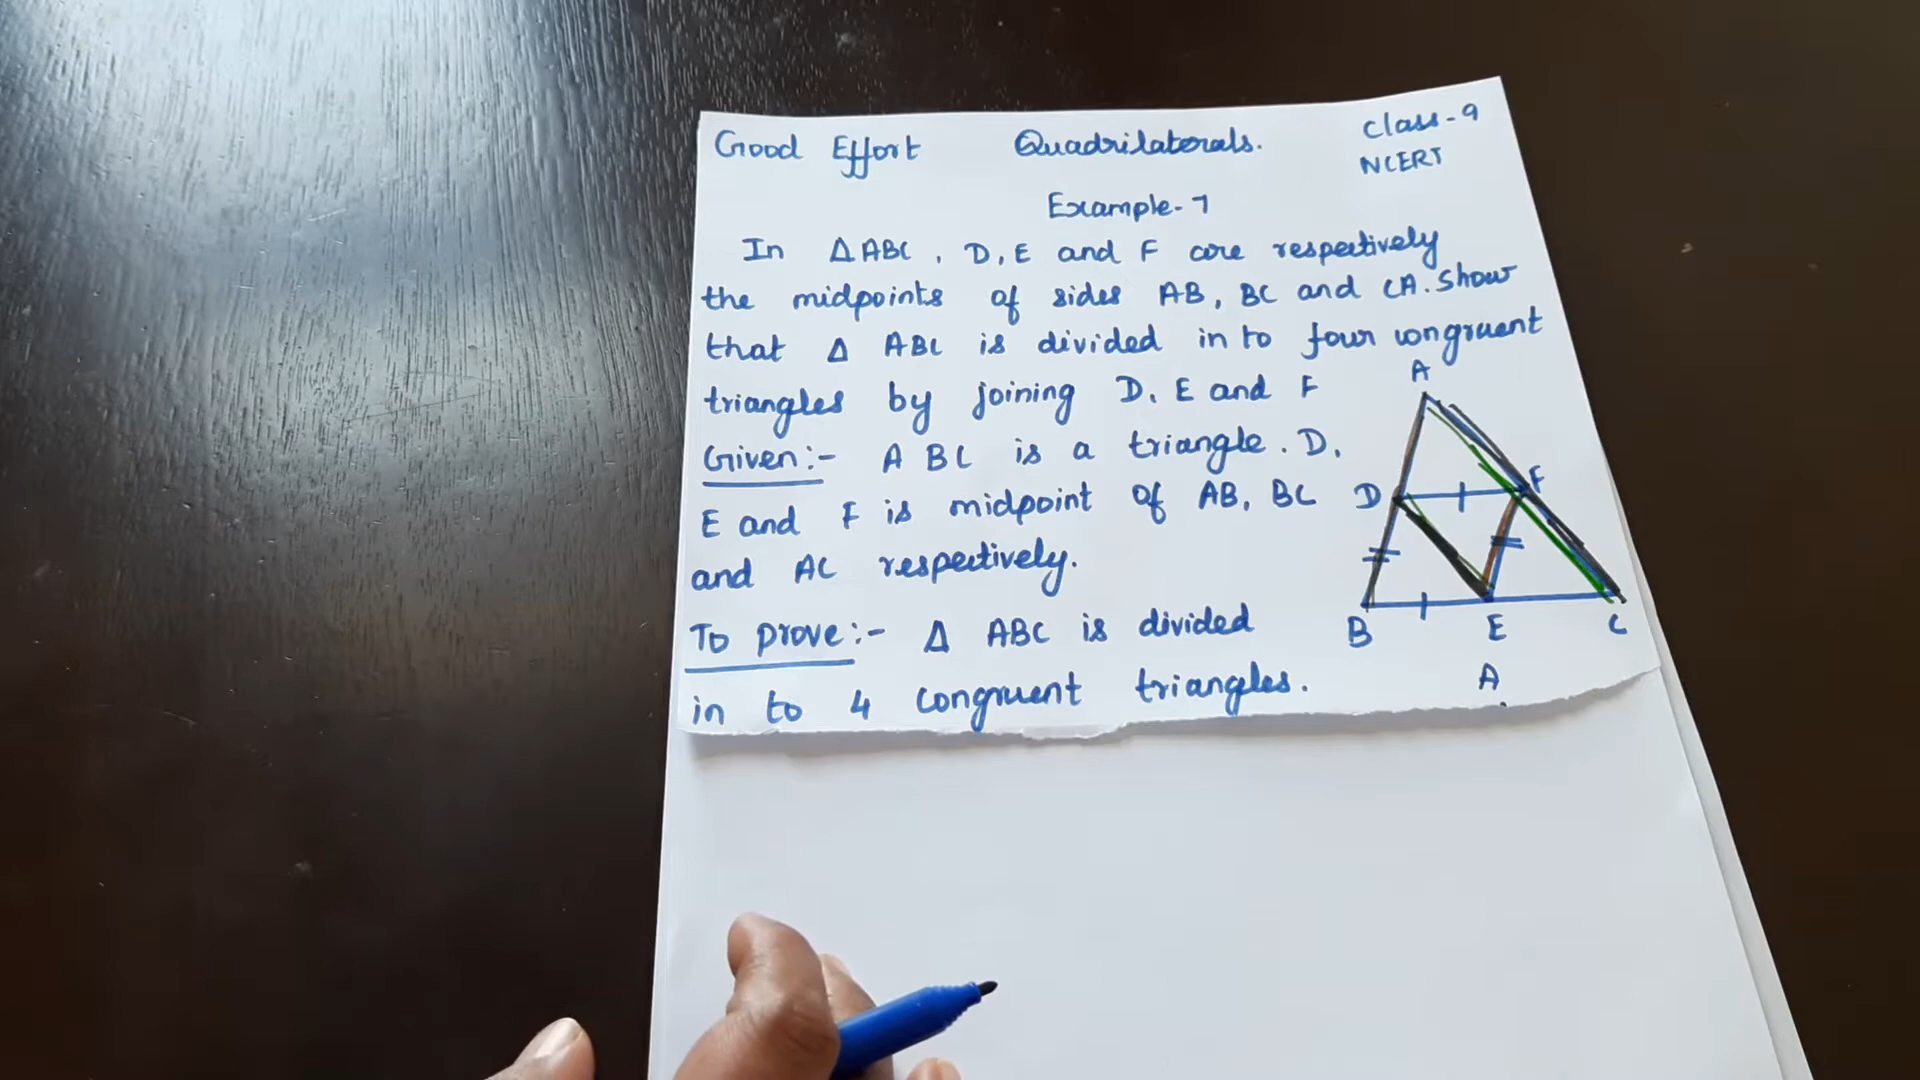 Good Effort Quadrilaterals. Class-9
NCERT
Example-7
In Δ ABC, D, E and F are respectively
the midpoints of sides AB, BC and CA. Show
that Δ ABC is divided in to four congruent
triangles by joining D, E and F
Given:- A BC is a triangle. D,
E and F is midpoint of AB, BC
and AC respectively.
To prove:- Δ ABC is divided
in to 4 congruent triangles.
A
D F
B E C
A